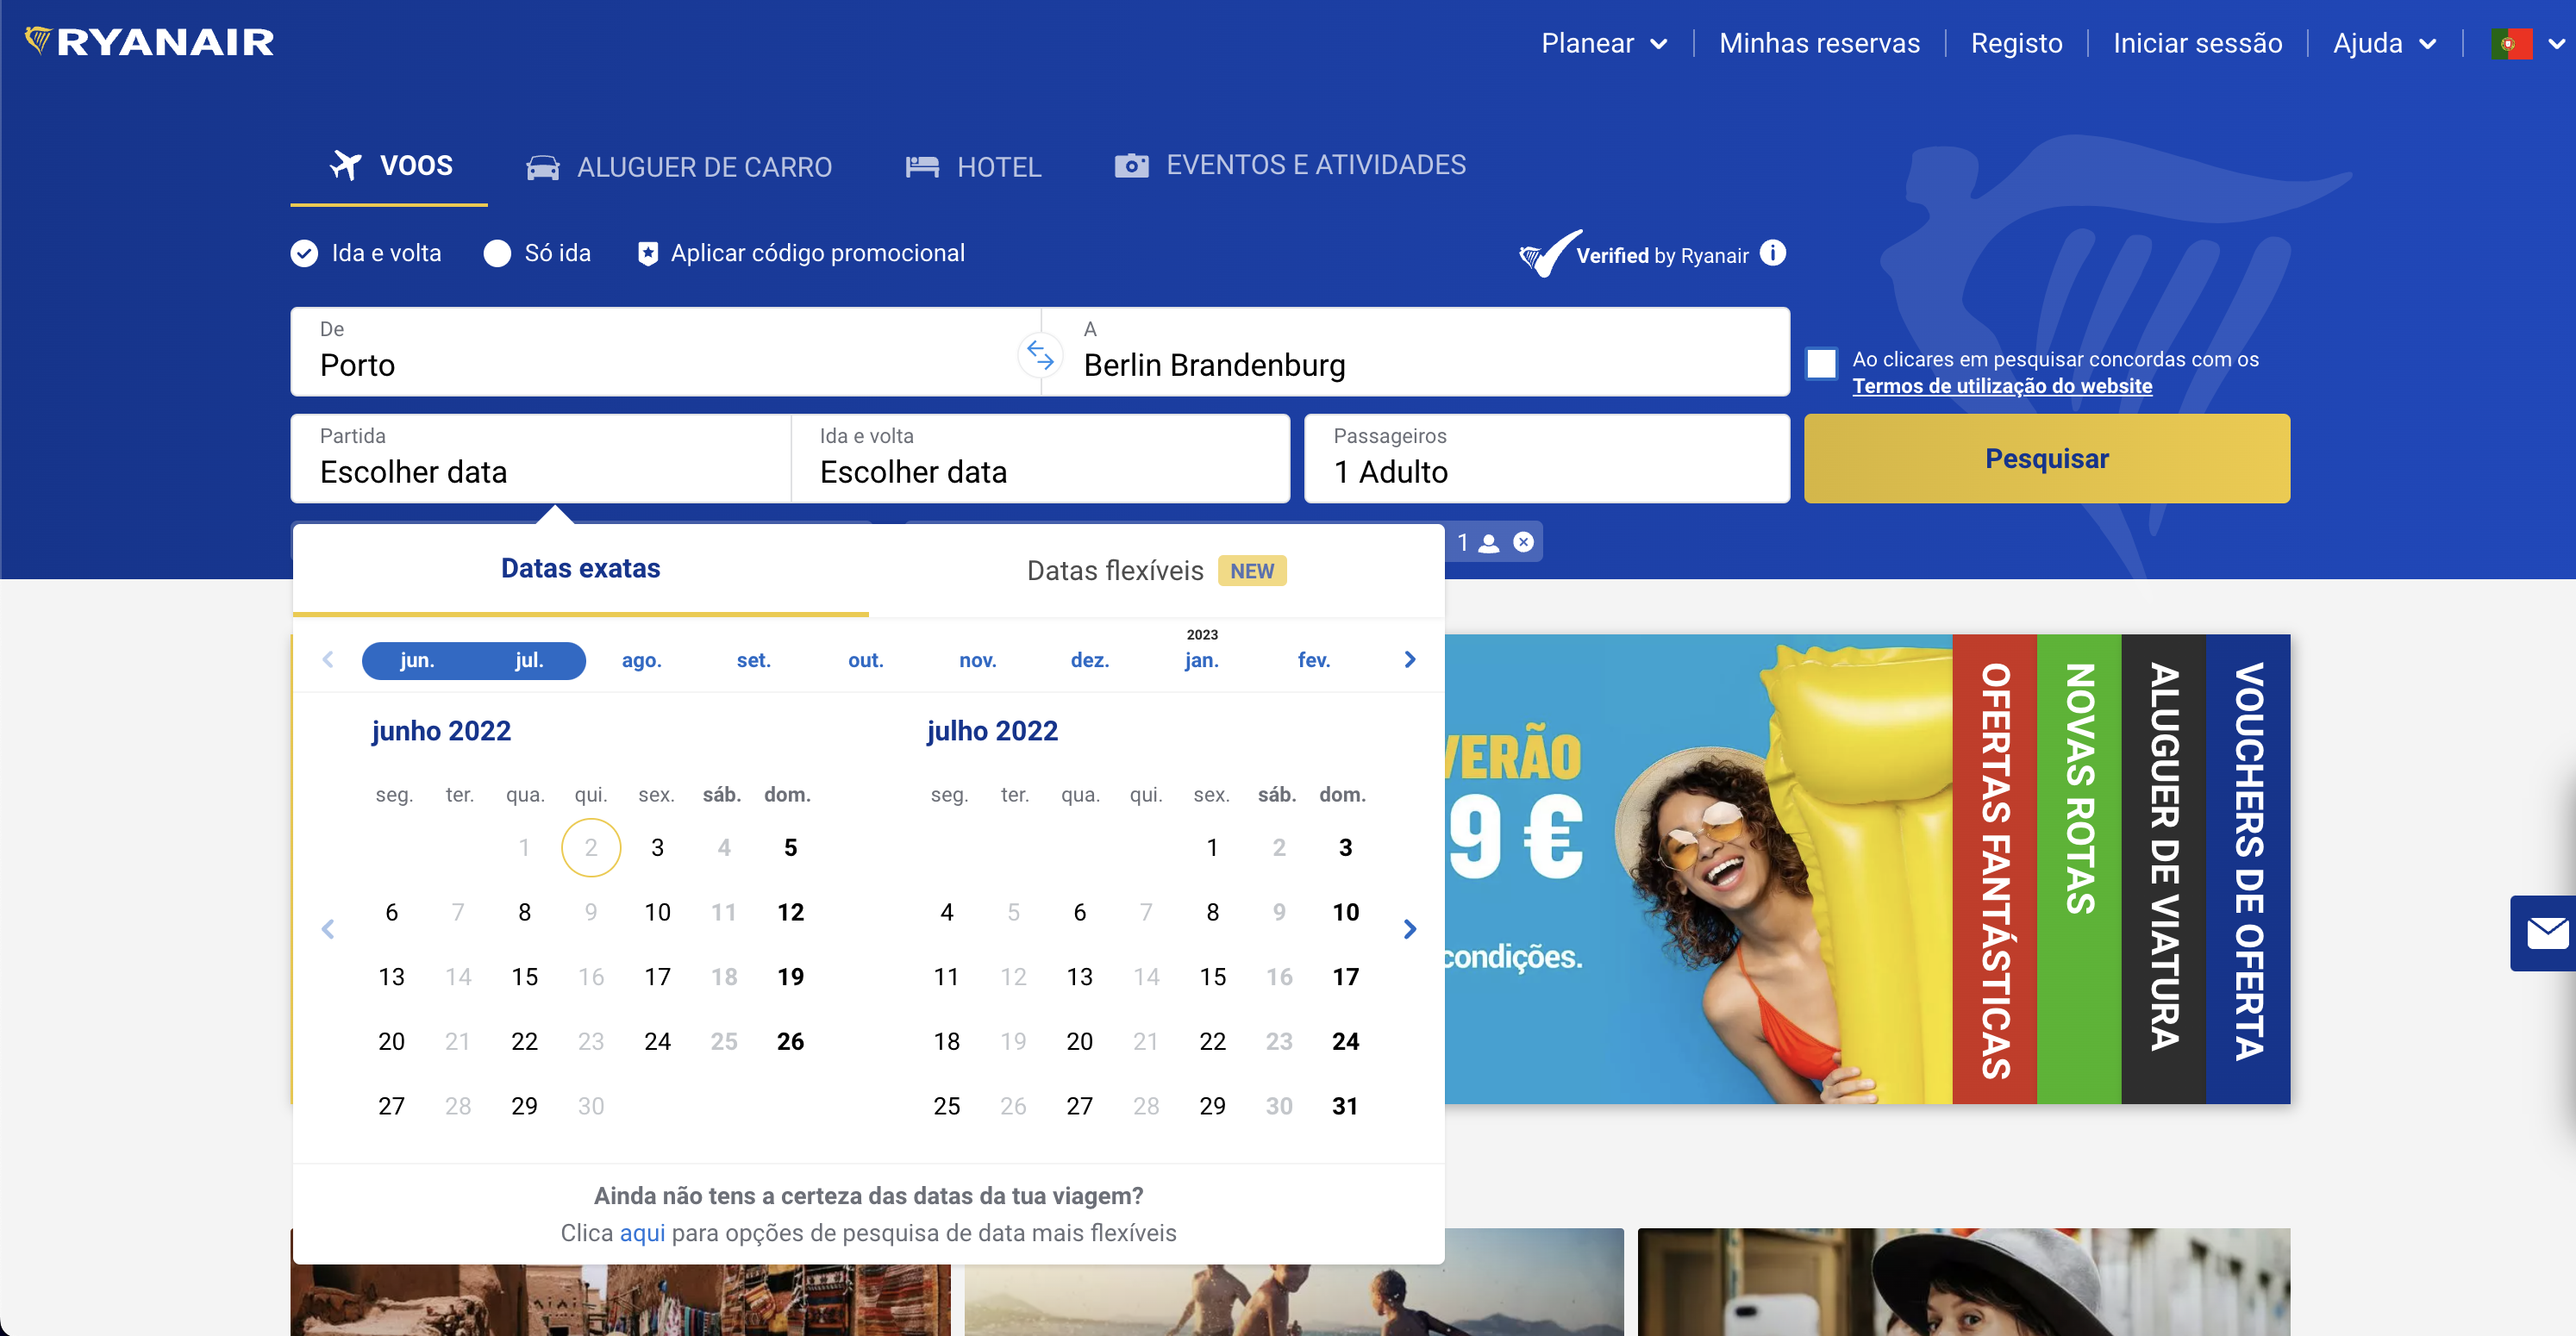 RYANAIR
Planear
Minhas reservas
Registo
Iniciar sessão
Ajuda
VOOS
ALUGUER DE CARRO
HOTEL
EVENTOS E ATIVIDADES
Ida e volta
Só ida
Aplicar código promocional
Verified by Ryanair
De
Porto
A
Berlin Brandenburg
Ao clicares em pesquisar concordas com os
Termos de utilização do website
Partida
Escolher data
Ida e volta
Escolher data
Passageiros
1 Adulto
Pesquisar
1
Datas exatas
Datas flexíveis NEW
2023
jun. jul. ago. set. out. nov. dez. jan. fev.
junho 2022
seg. ter. qua. qui. sex. sáb. dom.
1 2 3 4 5
6 7 8 9 10 11 12
13 14 15 16 17 18 19
20 21 22 23 24 25 26
27 28 29 30
julho 2022
seg. ter. qua. qui. sex. sáb. dom.
1 2 3
4 5 6 7 8 9 10
11 12 13 14 15 16 17
18 19 20 21 22 23 24
25 26 27 28 29 30 31
Ainda não tens a certeza das datas da tua viagem?
Clica aqui para opções de pesquisa de data mais flexíveis
VERÃO
9 €
condições.
OFERTAS FANTÁSTICAS
NOVAS ROTAS
ALUGUER DE VIATURA
VOUCHERS DE OFERTA